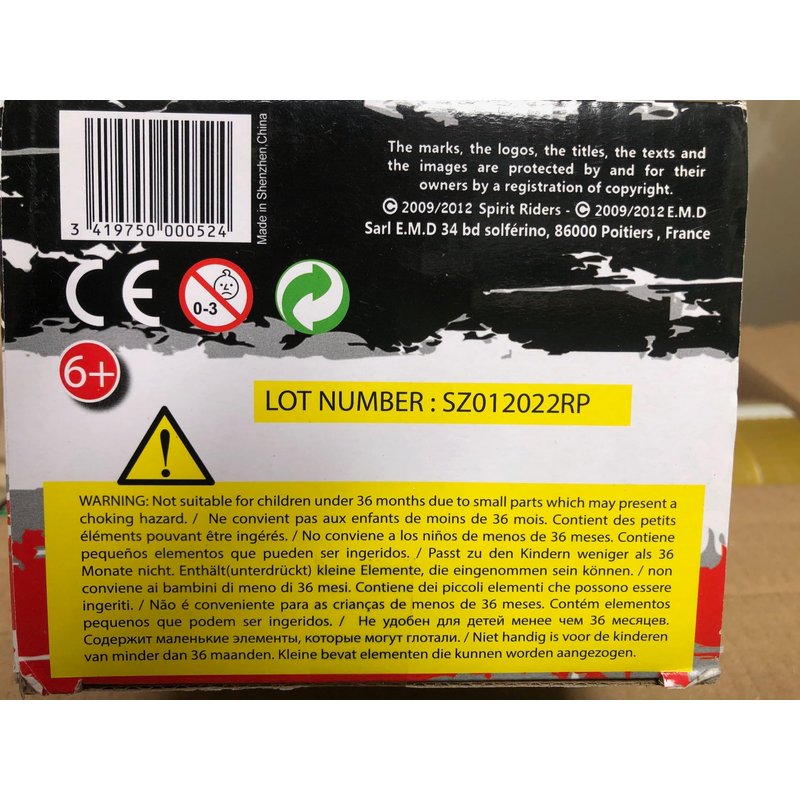 3 419750 000524
Made in Shenzhen,China
The marks, the logos, the titles, the texts and
the images are protected by and for their
owners by a registration of copyright.
© 2009/2012 Spirit Riders - © 2009/2012 E.M.D
Sarl E.M.D 34 bd solférino, 86000 Poitiers , France
CE
0-3
6+
LOT NUMBER : SZ012022RP
WARNING: Not suitable for children under 36 months due to small parts which may present a
choking hazard. / Ne convient pas aux enfants de moins de 36 mois. Contient des petits
éléments pouvant être ingérés. / No conviene a los niños de menos de 36 meses. Contiene
pequeños elementos que pueden ser ingeridos. / Passt zu den Kindern weniger als 36
Monate nicht. Enthält(unterdrückt) kleine Elemente, die eingenommen sein können. / non
conviene ai bambini di meno di 36 mesi. Contiene dei piccoli elementi che possono essere
ingeriti. / Não é conveniente para as crianças de menos de 36 meses. Contém elementos
pequenos que podem ser ingeridos. / Не удобен для детей менее чем 36 месяцев.
Содержит маленькие элементы, которые могут глотали. / Niet handig is voor de kinderen
van minder dan 36 maanden. Kleine bevat elementen die kunnen worden aangezogen.